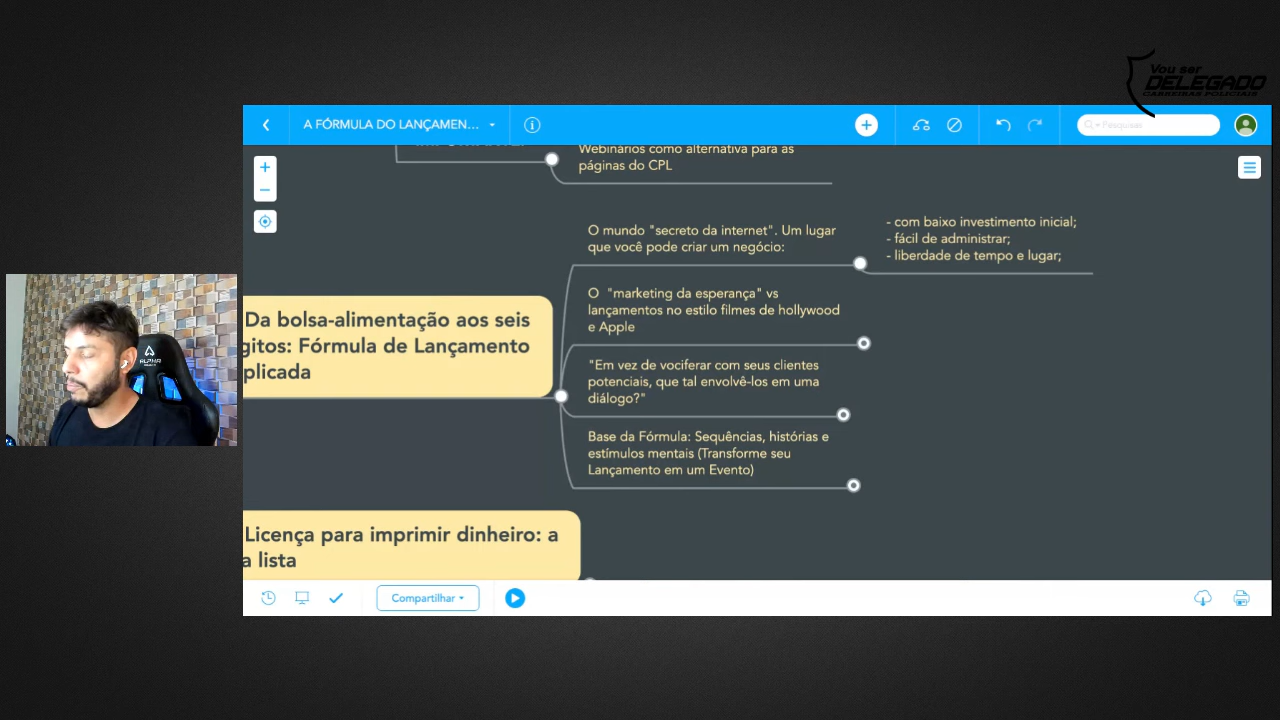 Vou ser
DELEGADO
CARREIRAS POLICIAIS
A FÓRMULA DO LANÇAMEN...
Pesquisar
Webinários como alternativa para as
páginas do CPL
O mundo "secreto da internet". Um lugar
que você pode criar um negócio:
- com baixo investimento inicial;
- fácil de administrar;
- liberdade de tempo e lugar;
O "marketing da esperança" vs
lançamentos no estilo filmes de hollywood
e Apple
Da bolsa-alimentação aos seis
gitos: Fórmula de Lançamento
plicada
"Em vez de vociferar com seus clientes
potenciais, que tal envolvê-los em uma
diálogo?"
Base da Fórmula: Sequências, histórias e
estímulos mentais (Transforme seu
Lançamento em um Evento)
Licença para imprimir dinheiro: a
a lista
ALPHA
Compartilhar